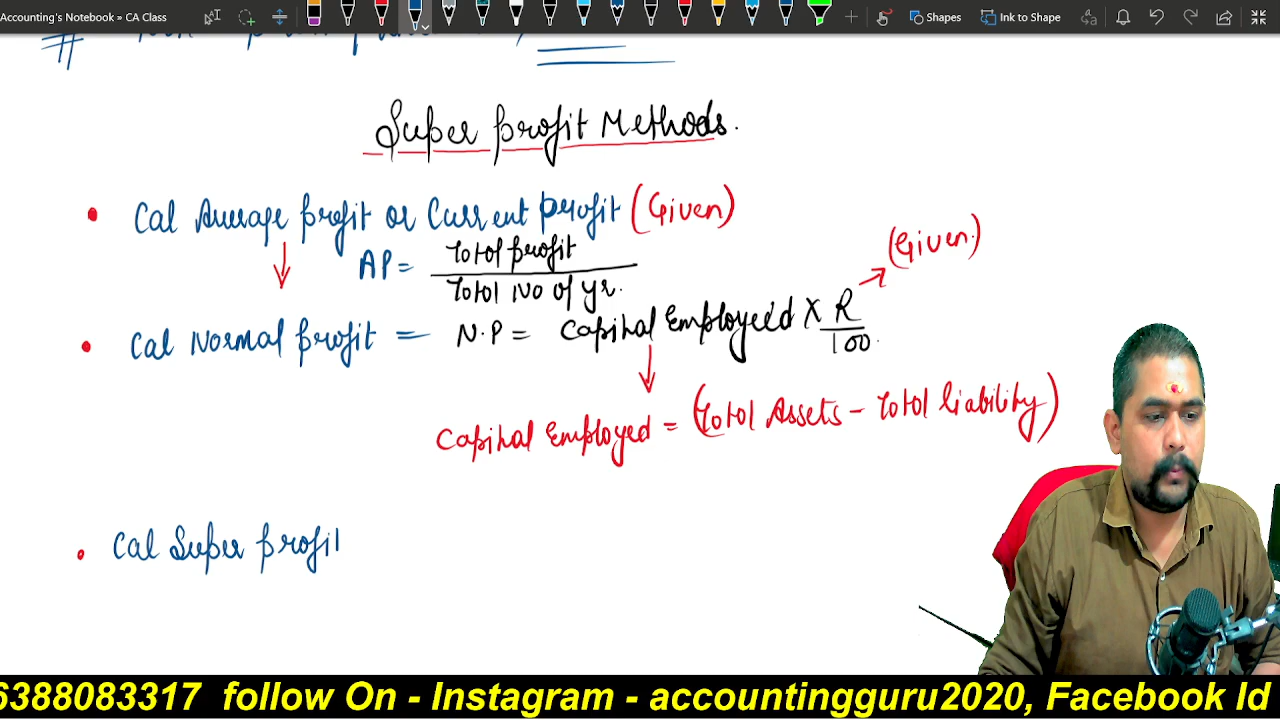 Accounting's Notebook » CA Class
Shapes
Ink to Shape
#
Super profit Methods.
• Cal Average profit or Current profit (Given)
AP = Total profit
Total No of yr.
(Given)
• Cal Normal profit = N.P = Capital Employeed X R
100
Capital Employed = (Total Assets - Total liability)
• Cal Super profit
6388083317 follow On - Instagram - accountingguru2020, Facebook Id